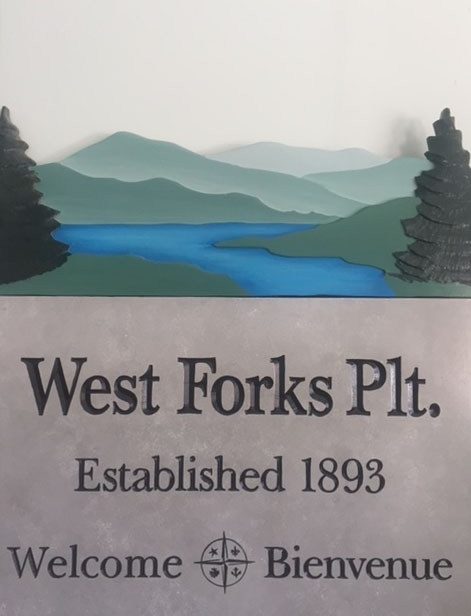 West Forks Plt.
Established 1893
Welcome Bienvenue